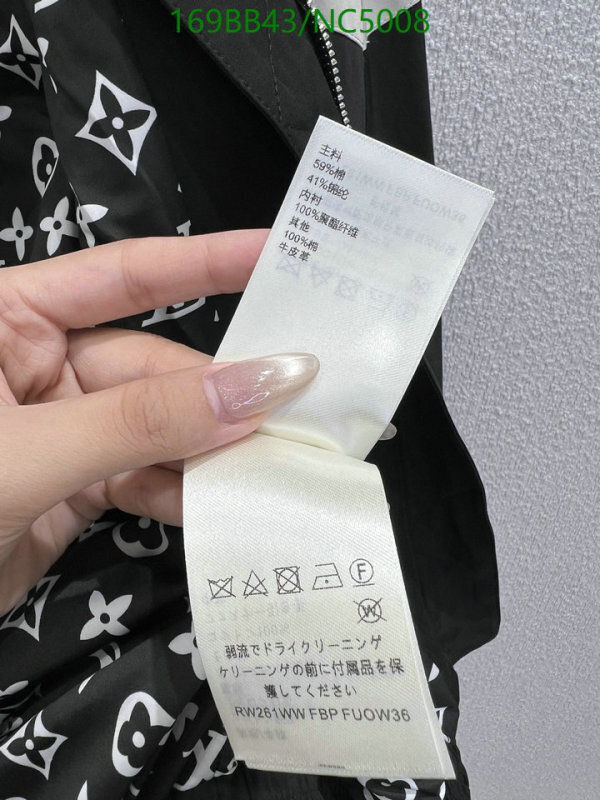 169BB43/NC5008
主料
59%棉
41%锦纶
内衬
100%聚酯纤维
其他
100%棉
牛皮革
F
W
弱流でドライクリーニング
ケリーニングの前に付属品を保
護してください
RW261WW FBP FUOW36